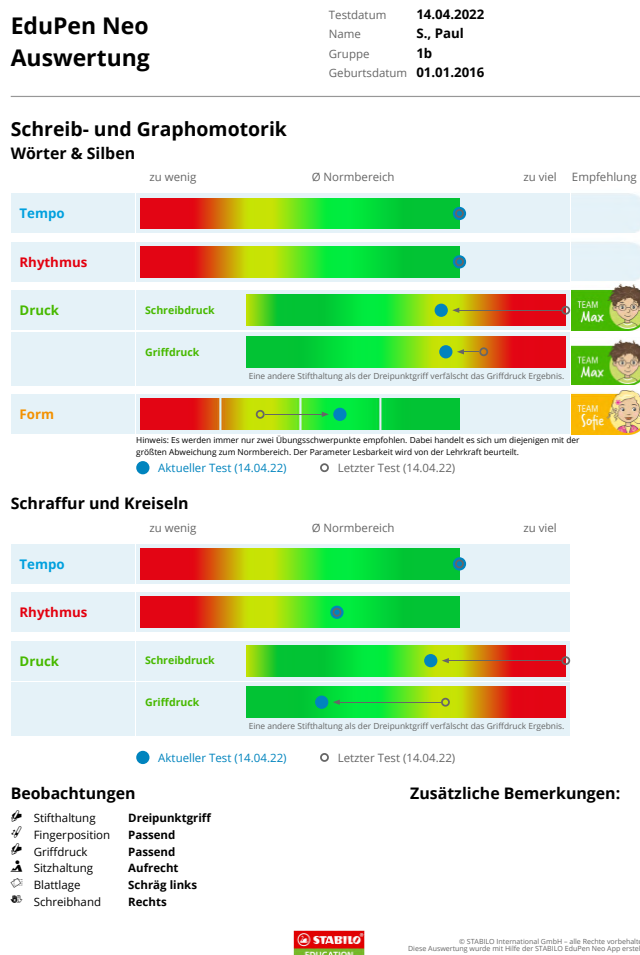 EduPen Neo
Auswertung
Testdatum 14.04.2022
Name S., Paul
Gruppe 1b
Geburtsdatum 01.01.2016
Schreib- und Graphomotorik
Wörter & Silben
zu wenig Ø Normbereich zu viel Empfehlung
Tempo
Rhythmus
Druck Schreibdruck
TEAM
Max
Griffdruck
TEAM
Max
Eine andere Stifthaltung als der Dreipunktgriff verfälscht das Griffdruck Ergebnis.
Form
TEAM
Sofie
Hinweis: Es werden immer nur zwei Übungsschwerpunkte empfohlen. Dabei handelt es sich um diejenigen mit der
größten Abweichung zum Normbereich. Der Parameter Lesbarkeit wird von der Lehrkraft beurteilt.
Aktueller Test (14.04.22) Letzter Test (14.04.22)
Schraffur und Kreiseln
zu wenig Ø Normbereich zu viel
Tempo
Rhythmus
Druck Schreibdruck
Griffdruck
Eine andere Stifthaltung als der Dreipunktgriff verfälscht das Griffdruck Ergebnis.
Aktueller Test (14.04.22) Letzter Test (14.04.22)
Beobachtungen Zusätzliche Bemerkungen:
Stifthaltung Dreipunktgriff
Fingerposition Passend
Griffdruck Passend
Sitzhaltung Aufrecht
Blattlage Schräg links
Schreibhand Rechts
STABILO
EDUCATION
© STABILO International GmbH – alle Rechte vorbehalte
Diese Auswertung wurde mit Hilfe der STABILO EduPen Neo App erstel